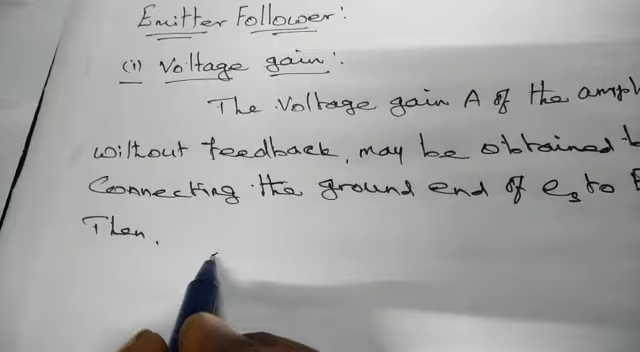 Emitter Follower:
(i) Voltage gain:
The Voltage gain A of the
without feedback, may be obtained
Connecting the ground end of es to
Then,